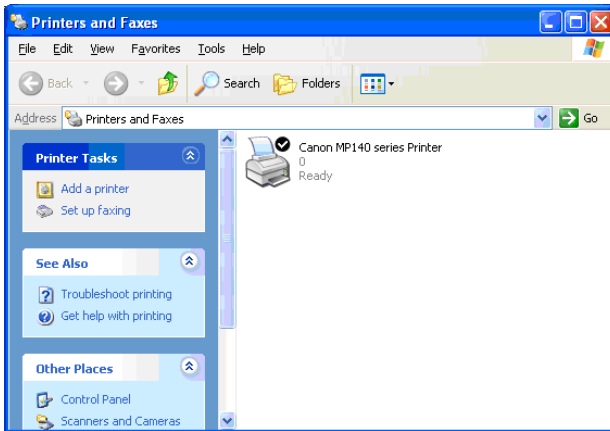 Printers and Faxes
File Edit View Favorites Tools Help
Back Search Folders
Address Printers and Faxes Go
Printer Tasks
Add a printer
Set up faxing
See Also
Troubleshoot printing
Get help with printing
Other Places
Control Panel
Scanners and Cameras
Canon MP140 series Printer
0
Ready